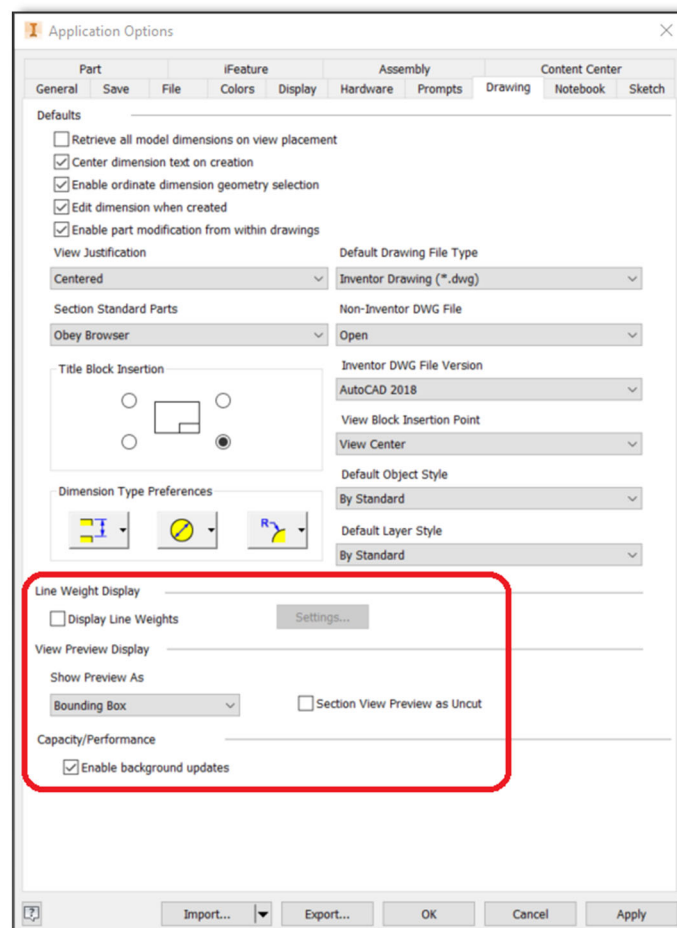 Application Options
Part iFeature Assembly Content Center
General Save File Colors Display Hardware Prompts Drawing Notebook Sketch
Defaults
Retrieve all model dimensions on view placement
Center dimension text on creation
Enable ordinate dimension geometry selection
Edit dimension when created
Enable part modification from within drawings
View Justification
Centered
Default Drawing File Type
Inventor Drawing (*.dwg)
Section Standard Parts
Obey Browser
Non-Inventor DWG File
Open
Title Block Insertion
Inventor DWG File Version
AutoCAD 2018
View Block Insertion Point
View Center
Default Object Style
By Standard
Dimension Type Preferences
R
Default Layer Style
By Standard
Line Weight Display
Display Line Weights
Settings...
View Preview Display
Show Preview As
Bounding Box
Section View Preview as Uncut
Capacity/Performance
Enable background updates
Import... Export... OK Cancel Apply